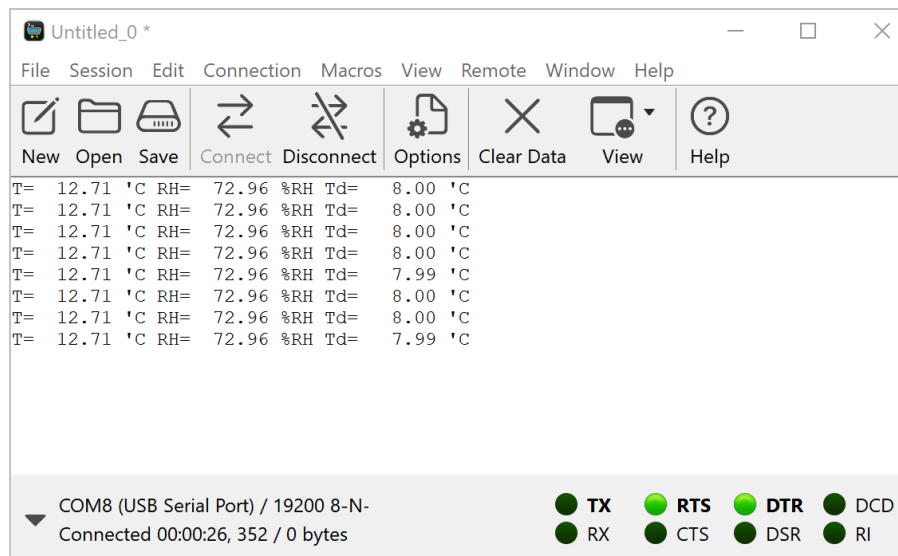 Untitled_0 *
File Session Edit Connection Macros View Remote Window Help
New Open Save Connect Disconnect Options Clear Data View Help
T=   12.71 'C RH=   72.96 %RH Td=    8.00 'C
T=   12.71 'C RH=   72.96 %RH Td=    8.00 'C
T=   12.71 'C RH=   72.96 %RH Td=    8.00 'C
T=   12.71 'C RH=   72.96 %RH Td=    8.00 'C
T=   12.71 'C RH=   72.96 %RH Td=    7.99 'C
T=   12.71 'C RH=   72.96 %RH Td=    8.00 'C
T=   12.71 'C RH=   72.96 %RH Td=    8.00 'C
T=   12.71 'C RH=   72.96 %RH Td=    7.99 'C
COM8 (USB Serial Port) / 19200 8-N- TX RTS DTR DCD
Connected 00:00:26, 352 / 0 bytes RX CTS DSR RI